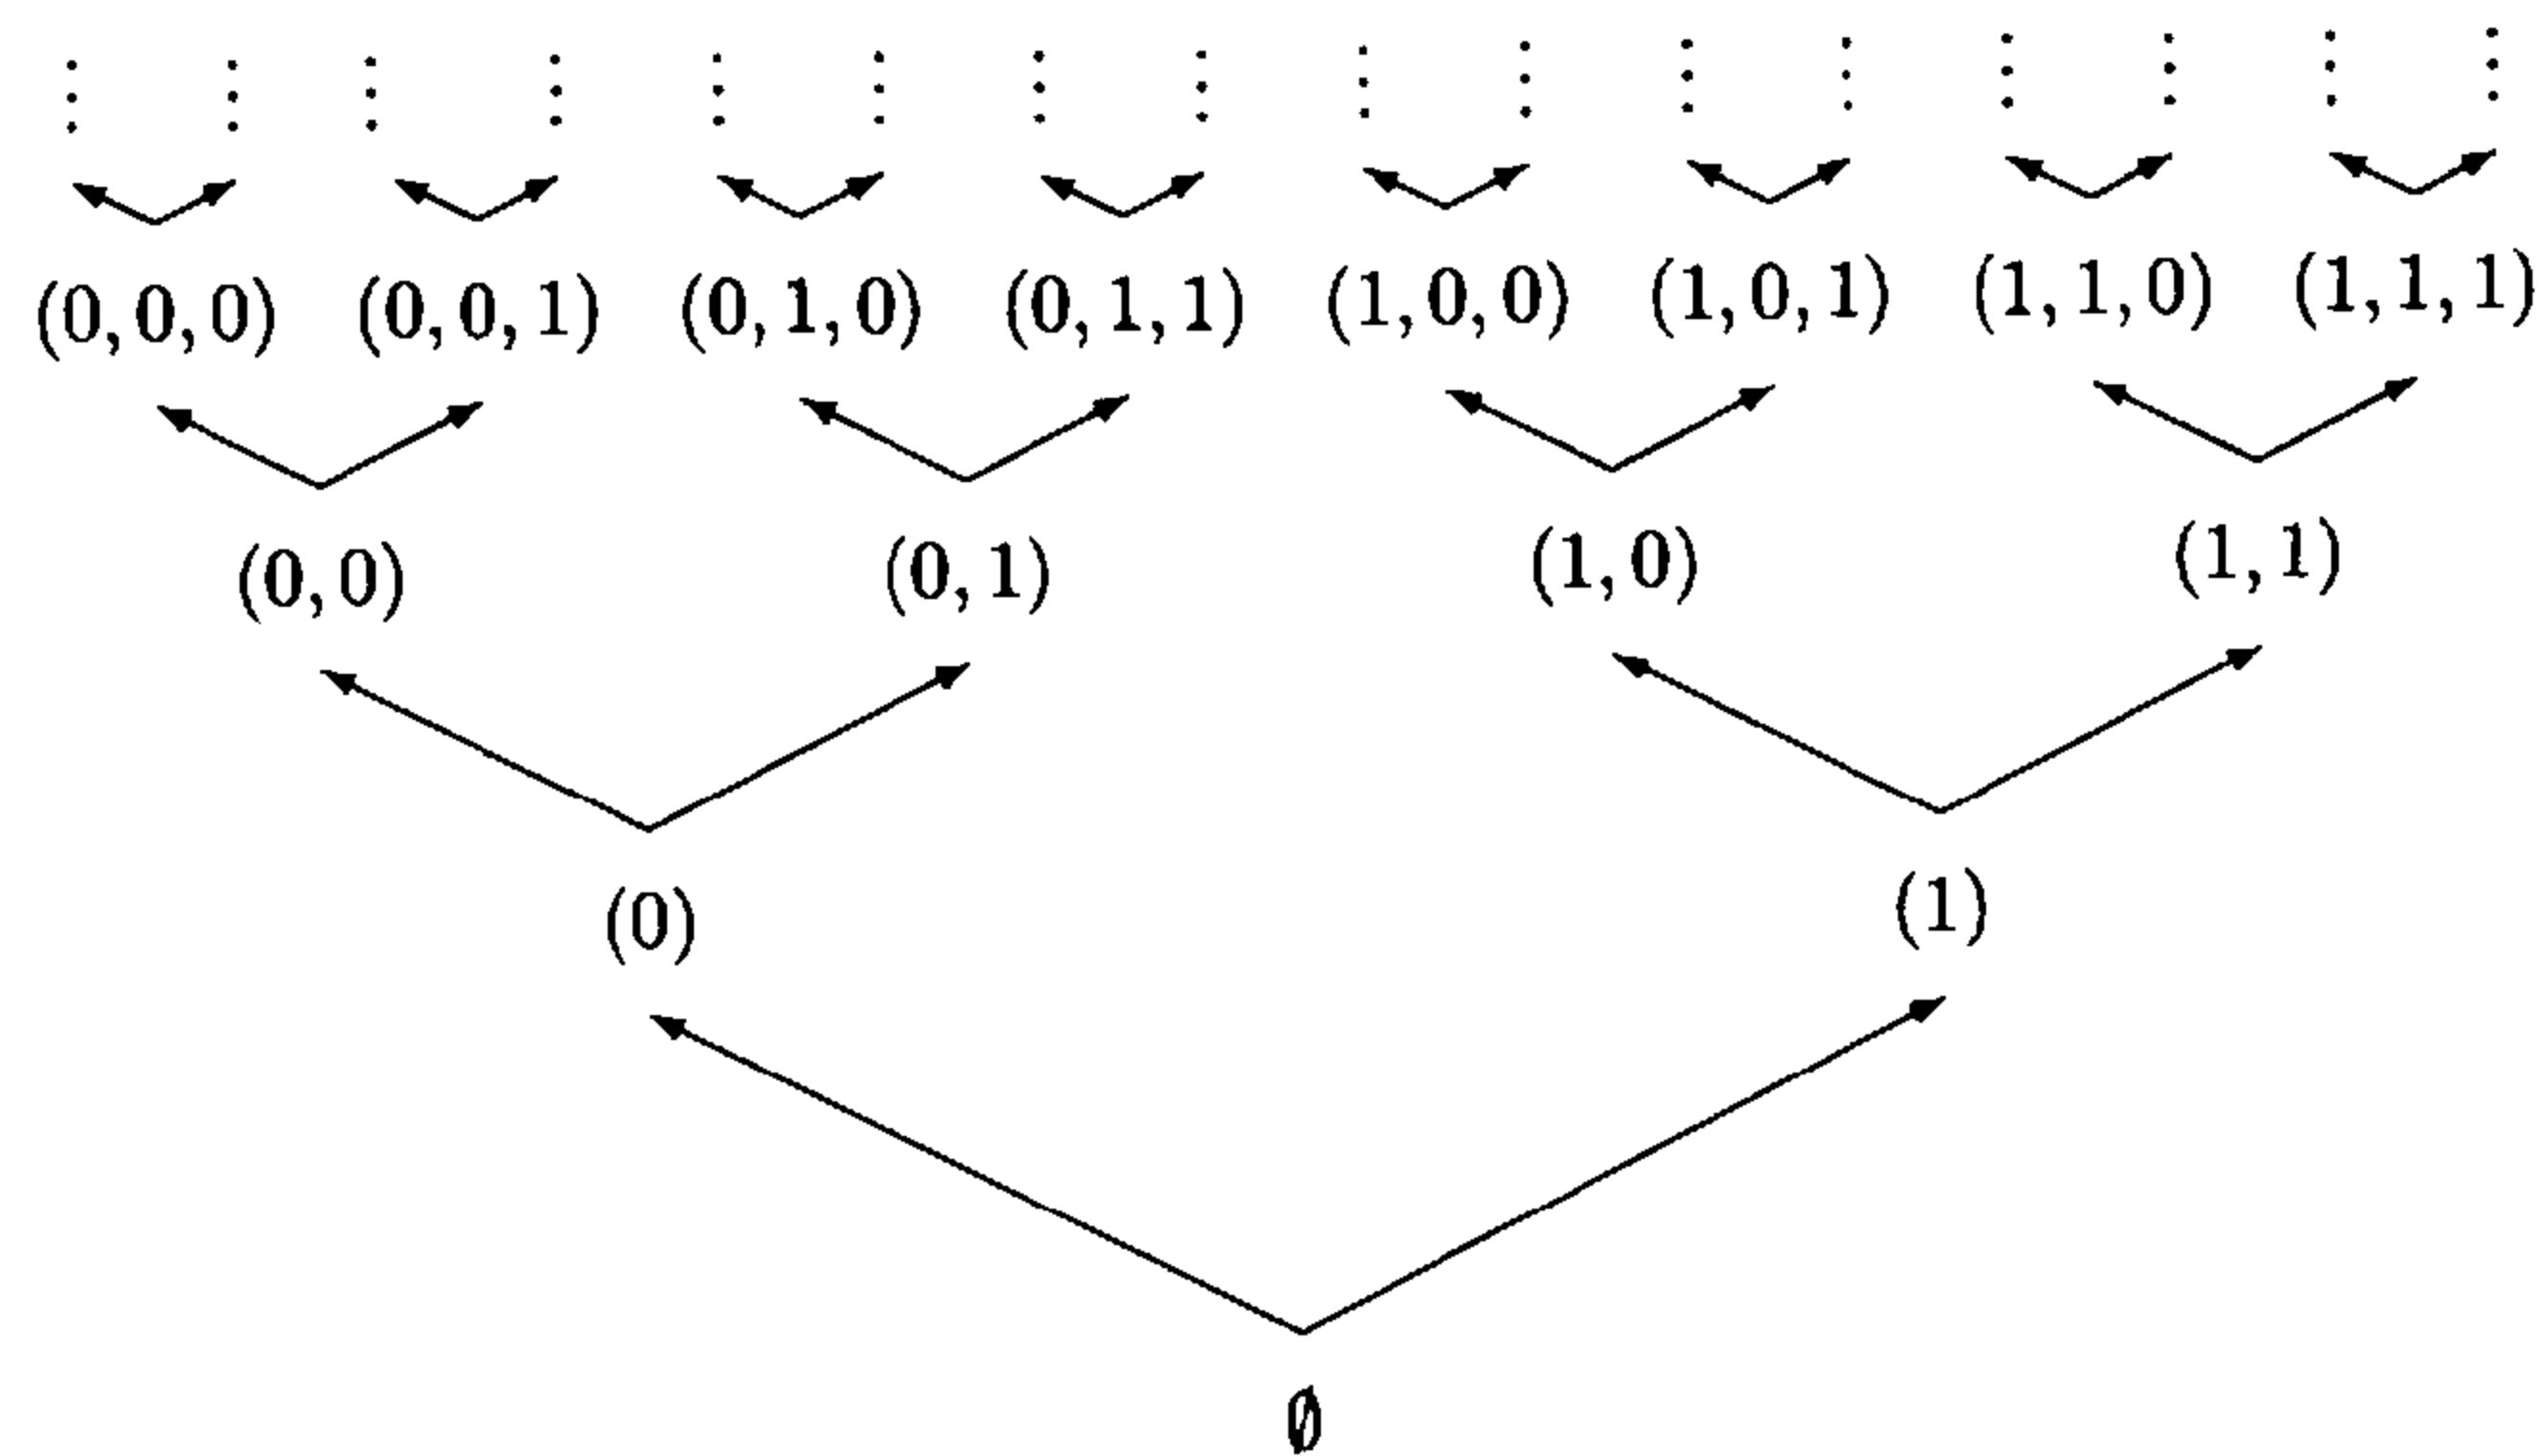 (0,0,0) (0,0,1) (0,1,0) (0,1,1) (1,0,0) (1,0,1) (1,1,0) (1,1,1)
(0,0) (0,1) (1,0) (1,1)
(0) (1)
∅